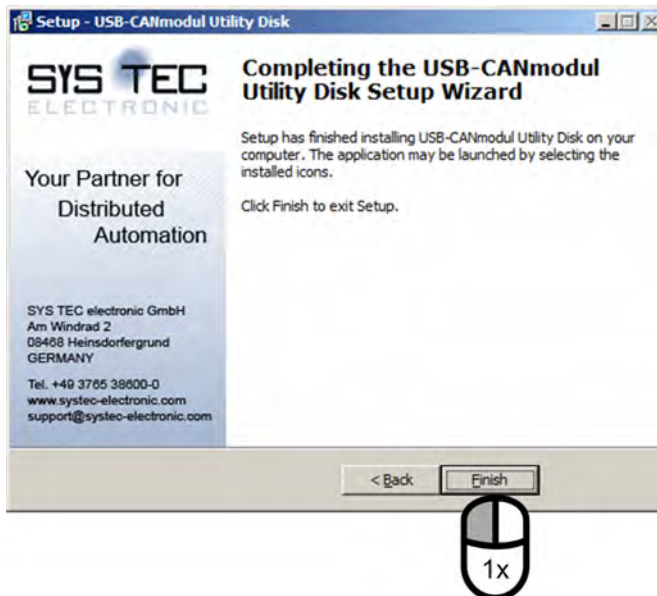 Setup - USB-CANmodul Utility Disk
SYS TEC
ELECTRONIC
Your Partner for
Distributed
Automation
SYS TEC electronic GmbH
Am Windrad 2
08468 Heinsdorfergrund
GERMANY
Tel. +49 3765 38600-0
www.systec-electronic.com
support@systec-electronic.com
Completing the USB-CANmodul
Utility Disk Setup Wizard
Setup has finished installing USB-CANmodul Utility Disk on your
computer. The application may be launched by selecting the
installed icons.
Click Finish to exit Setup.
< Back
Finish
1x